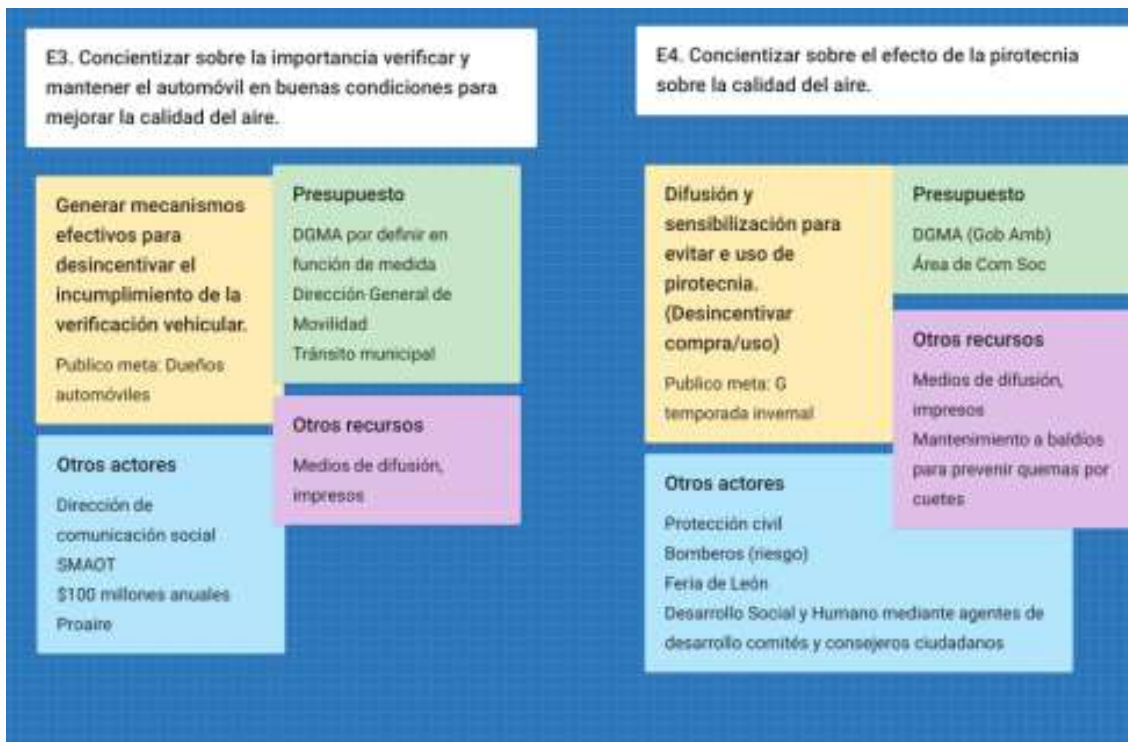 E3. Concientizar sobre la importancia verificar y
mantener el automóvil en buenas condiciones para
mejorar la calidad del aire.
Generar mecanismos
efectivos para
desincentivar el
incumplimiento de la
verificación vehicular.
Publico meta: Dueños
automóviles
Presupuesto
DGMA por definir en
función de medida
Dirección General de
Movilidad
Tránsito municipal
Otros recursos
Medios de difusión,
impresos
Otros actores
Dirección de
comunicación social
SMAOT
$100 millones anuales
Proaire
E4. Concientizar sobre el efecto de la pirotecnia
sobre la calidad del aire.
Difusión y
sensibilización para
evitar e uso de
pirotecnia.
(Desincentivar
compra/uso)
Publico meta: G
temporada invernal
Presupuesto
DGMA (Gob Amb)
Área de Com Soc
Otros recursos
Medios de difusión,
impresos
Mantenimiento a baldíos
para prevenir quemas por
cuetes
Otros actores
Protección civil
Bomberos (riesgo)
Feria de León
Desarrollo Social y Humano mediante agentes de
desarrollo comités y consejeros ciudadanos